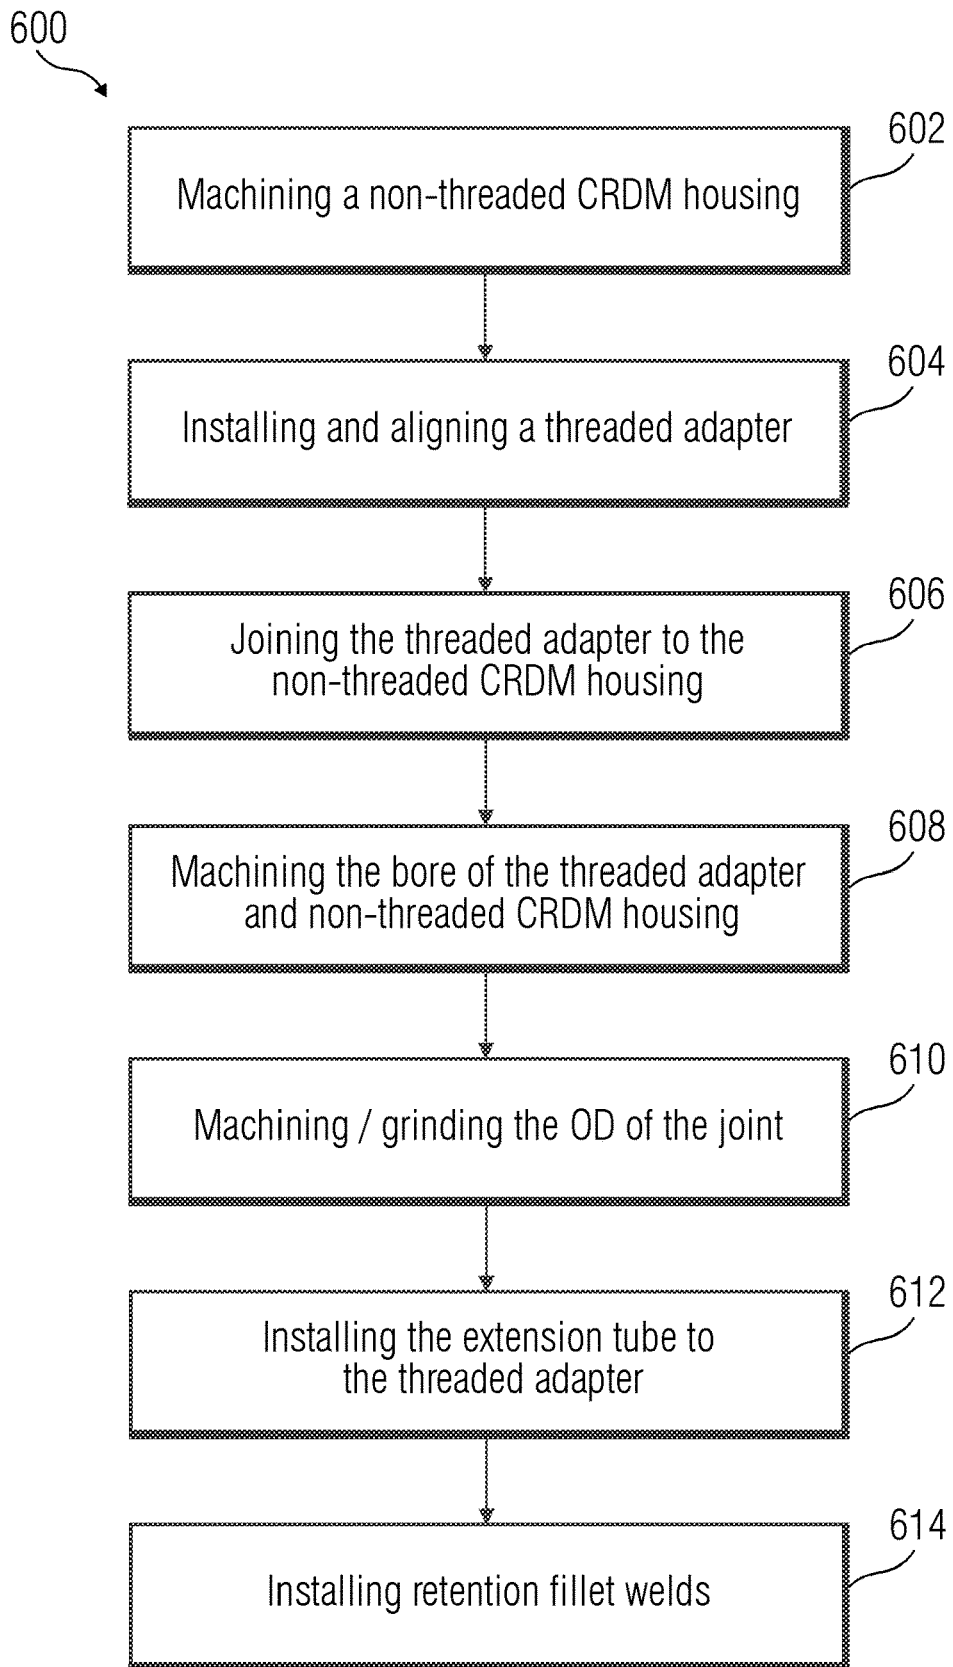 600
602
Machining a non-threaded CRDM housing
604
Installing and aligning a threaded adapter
606
Joining the threaded adapter to the
non-threaded CRDM housing
608
Machining the bore of the threaded adapter
and non-threaded CRDM housing
610
Machining / grinding the OD of the joint
612
Installing the extension tube to
the threaded adapter
614
Installing retention fillet welds